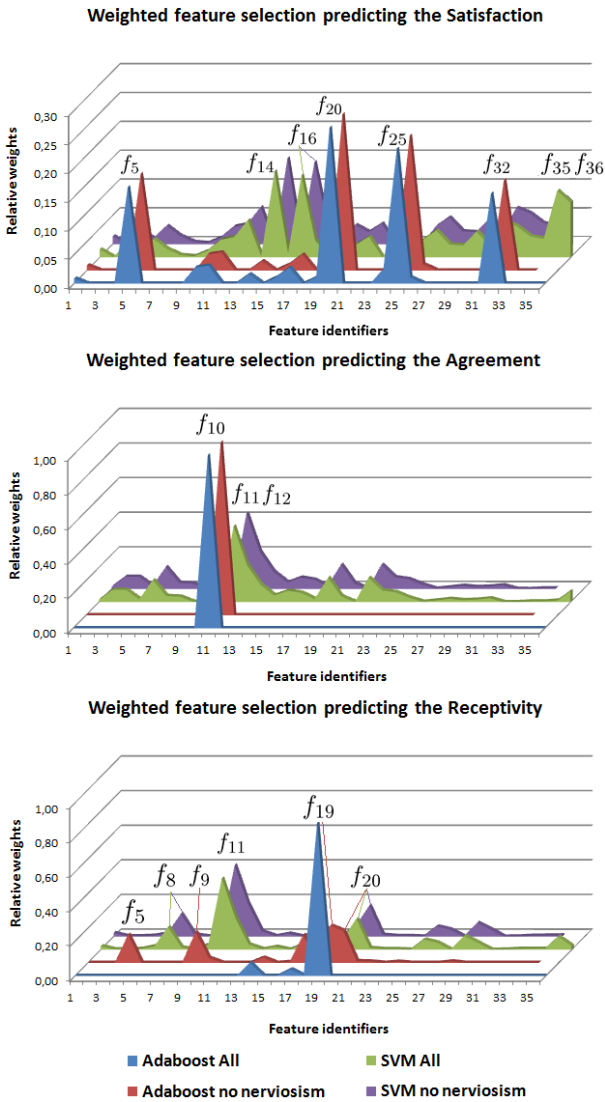 Weighted feature selection predicting the Satisfaction
Relative weights
0,30
0,25
0,20
0,15
0,10
0,05
0,00
f5
f14
f16
f20
f25
f32
f35 f36
1 3 5 7 9 11 13 15 17 19 21 23 25 27 29 31 33 35
Feature identifiers
Weighted feature selection predicting the Agreement
Relative weights
1,00
0,80
0,60
0,40
0,20
0,00
f10
f11 f12
1 3 5 7 9 11 13 15 17 19 21 23 25 27 29 31 33 35
Feature identifiers
Weighted feature selection predicting the Receptivity
Relative weights
1,00
0,80
0,60
0,40
0,20
0,00
f5
f8
f9
f11
f19
f20
1 3 5 7 9 11 13 15 17 19 21 23 25 27 29 31 33 35
Feature identifiers
Adaboost All
SVM All
Adaboost no nerviosism
SVM no nerviosism